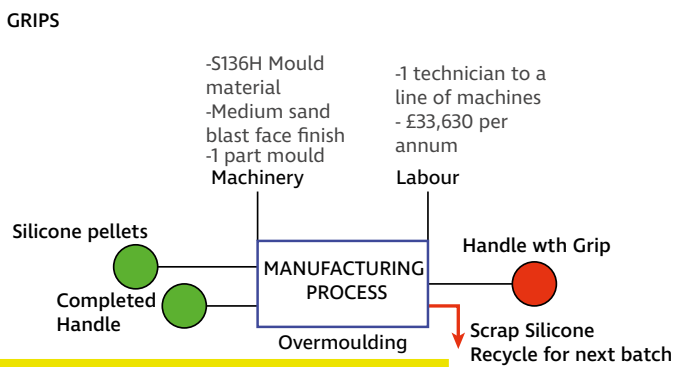 GRIPS
-S136H Mould
material
-Medium sand
blast face finish
-1 part mould
Machinery
-1 technician to a
line of machines
- £33,630 per
annum
Labour
Silicone pellets
Completed
Handle
MANUFACTURING
PROCESS
Overmoulding
Handle wth Grip
Scrap Silicone
Recycle for next batch